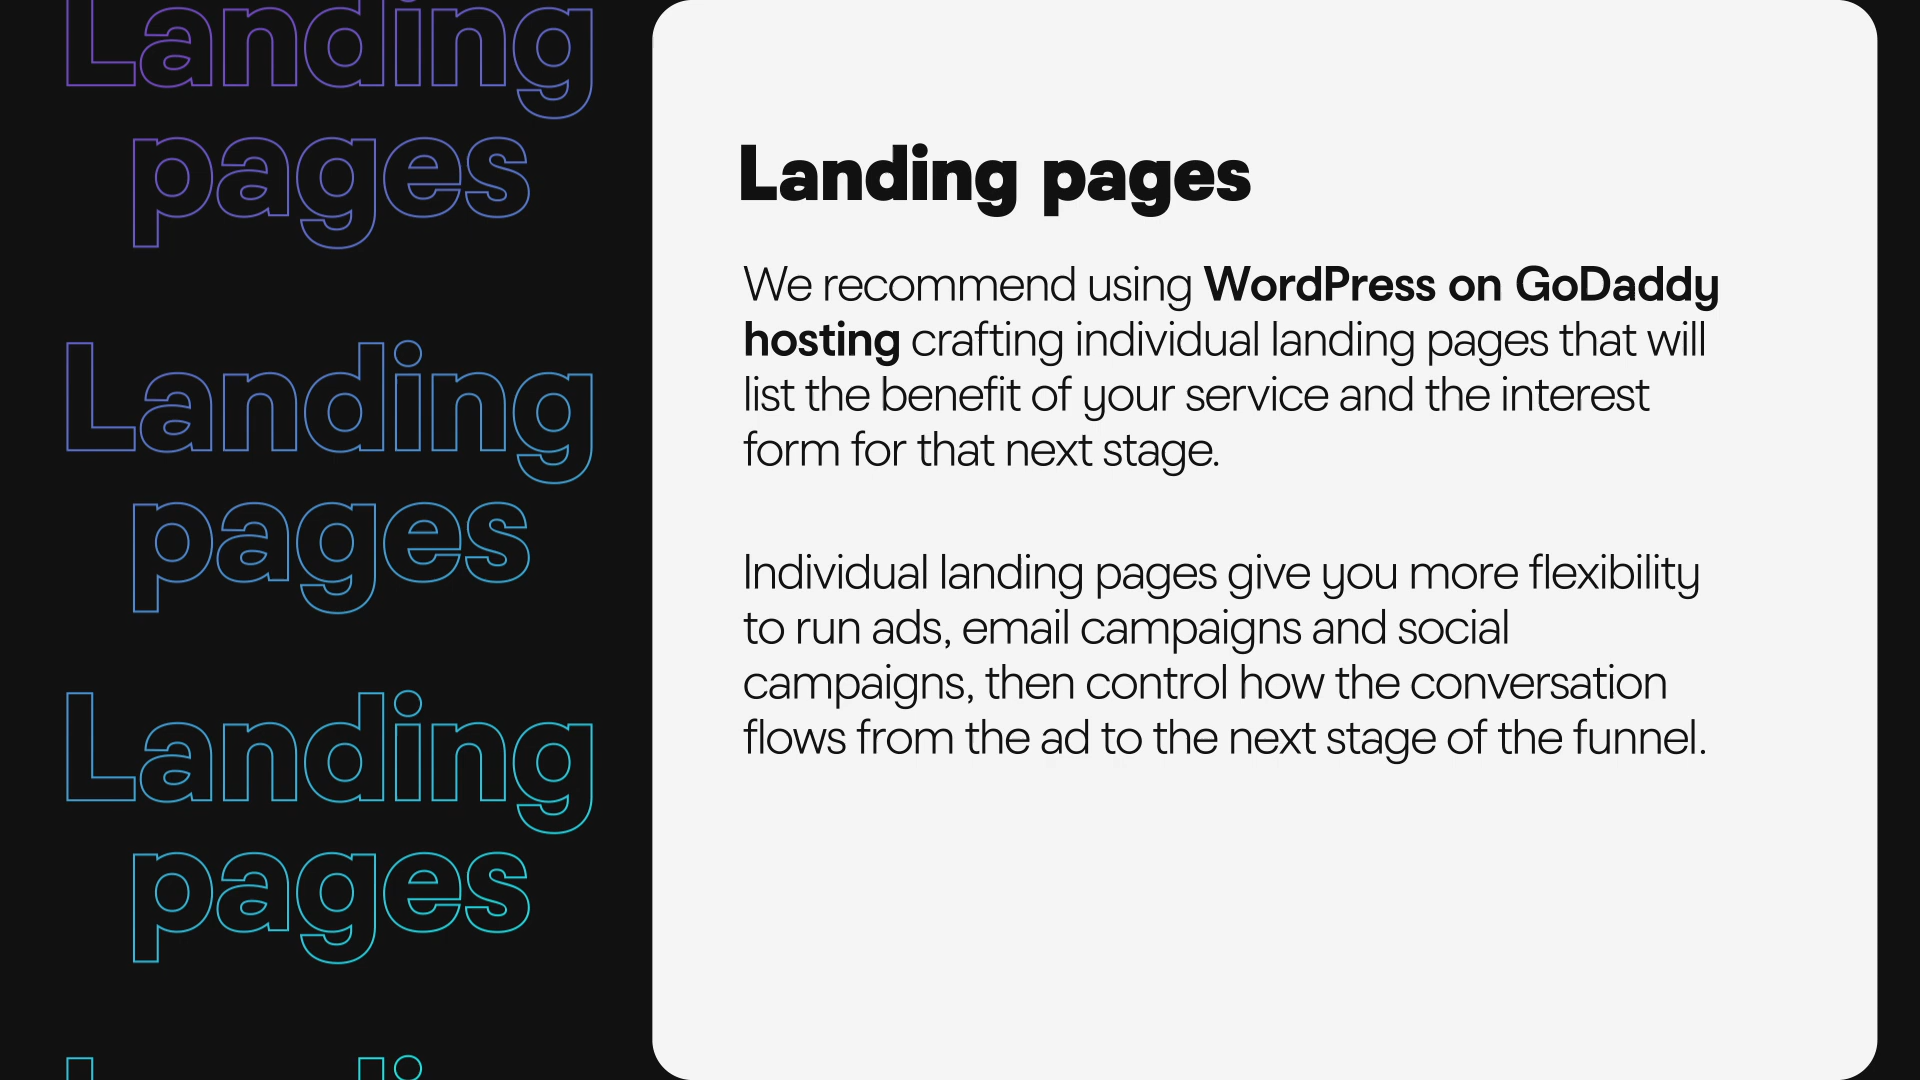 Landing
pages
Landing
pages
Landing
pages
Landing pages
We recommend using WordPress on GoDaddy
hosting crafting individual landing pages that will
list the benefit of your service and the interest
form for that next stage.
Individual landing pages give you more flexibility
to run ads, email campaigns and social
campaigns, then control how the conversation
flows from the ad to the next stage of the funnel.